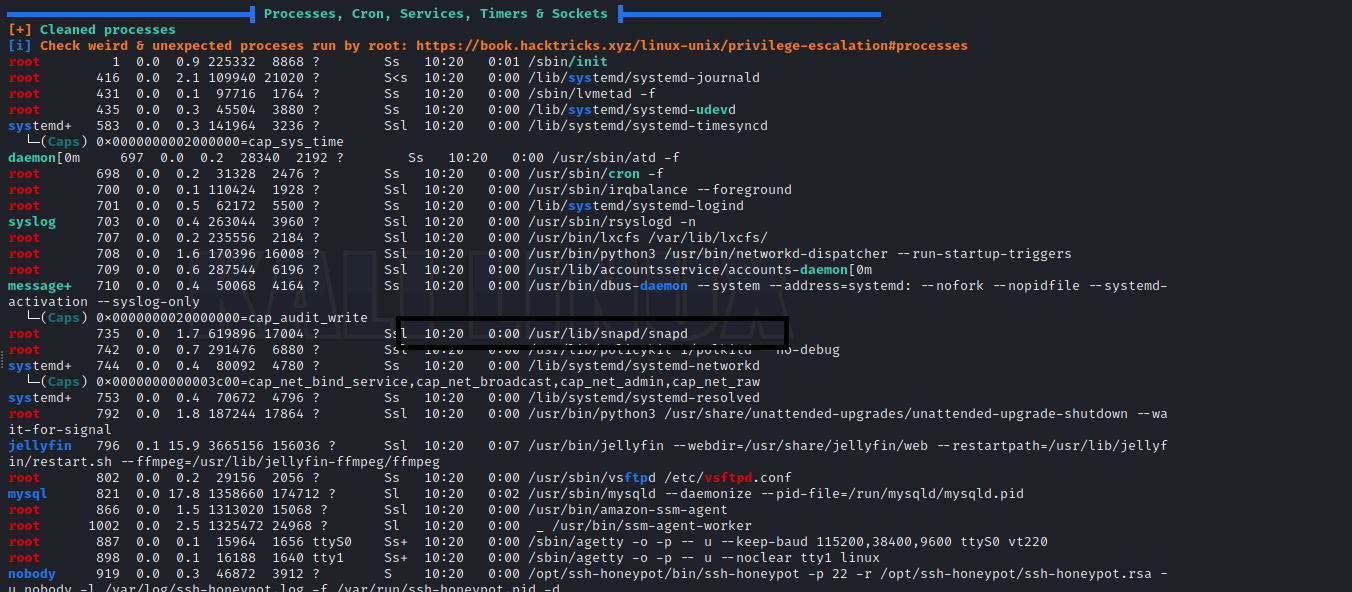 Processes, Cron, Services, Timers & Sockets
[+] Cleaned processes
[i] Check weird & unexpected proceses run by root: https://book.hacktricks.xyz/linux-unix/privilege-escalation#processes
root 1 0.0 0.9 225332 8868 ? Ss 10:20 0:01 /sbin/init
root 416 0.0 2.1 109940 21020 ? S<s 10:20 0:00 /lib/systemd/systemd-journald
root 431 0.0 0.1 97716 1764 ? Ss 10:20 0:00 /sbin/lvmetad -f
root 435 0.0 0.3 45504 3880 ? Ss 10:20 0:00 /lib/systemd/systemd-udevd
systemd+ 583 0.0 0.3 141964 3236 ? Ssl 10:20 0:00 /lib/systemd/systemd-timesyncd
└─(Caps) 0×0000000002000000=cap_sys_time
daemon[0m 697 0.0 0.2 28340 2192 ? Ss 10:20 0:00 /usr/sbin/atd -f
root 698 0.0 0.2 31328 2476 ? Ss 10:20 0:00 /usr/sbin/cron -f
root 700 0.0 0.1 110424 1928 ? Ssl 10:20 0:00 /usr/sbin/irqbalance --foreground
root 701 0.0 0.5 62172 5500 ? Ss 10:20 0:00 /lib/systemd/systemd-logind
syslog 703 0.0 0.4 263044 3960 ? Ssl 10:20 0:00 /usr/sbin/rsyslogd -n
root 707 0.0 0.2 235556 2184 ? Ssl 10:20 0:00 /usr/bin/lxcfs /var/lib/lxcfs/
root 708 0.0 1.6 170396 16008 ? Ssl 10:20 0:00 /usr/bin/python3 /usr/bin/networkd-dispatcher --run-startup-triggers
root 709 0.0 0.6 287544 6196 ? Ssl 10:20 0:00 /usr/lib/accountsservice/accounts-daemon[0m
message+ 710 0.0 0.4 50068 4164 ? Ss 10:20 0:00 /usr/bin/dbus-daemon --system --address=systemd: --nofork --nopidfile --systemd-
activation --syslog-only
└─(Caps) 0×0000000020000000=cap_audit_write
root 735 0.0 1.7 619896 17004 ? Ssl 10:20 0:00 /usr/lib/snapd/snapd
root 742 0.0 0.7 291476 6880 ? Ssl 10:20 0:00 /usr/lib/policykit-1/polkitd --no-debug
systemd+ 744 0.0 0.4 80092 4780 ? Ss 10:20 0:00 /lib/systemd/systemd-networkd
└─(Caps) 0×0000000000003c00=cap_net_bind_service,cap_net_broadcast,cap_net_admin,cap_net_raw
systemd+ 753 0.0 0.4 70672 4796 ? Ss 10:20 0:00 /lib/systemd/systemd-resolved
root 792 0.0 1.8 187244 17864 ? Ssl 10:20 0:00 /usr/bin/python3 /usr/share/unattended-upgrades/unattended-upgrade-shutdown --wa
it-for-signal
jellyfin 796 0.1 15.9 3665156 156036 ? Ssl 10:20 0:07 /usr/bin/jellyfin --webdir=/usr/share/jellyfin/web --restartpath=/usr/lib/jellyf
in/restart.sh --ffmpeg=/usr/lib/jellyfin-ffmpeg/ffmpeg
root 802 0.0 0.2 29156 2056 ? Ss 10:20 0:00 /usr/sbin/vsftpd /etc/vsftpd.conf
mysql 821 0.0 17.8 1358660 174712 ? Sl 10:20 0:02 /usr/sbin/mysqld --daemonize --pid-file=/run/mysqld/mysqld.pid
root 866 0.0 1.5 1313020 15068 ? Ssl 10:20 0:00 /usr/bin/amazon-ssm-agent
root 1002 0.0 2.5 1325472 24968 ? Sl 10:20 0:00 _ /usr/bin/ssm-agent-worker
root 887 0.0 0.1 15964 1656 ttyS0 Ss+ 10:20 0:00 /sbin/agetty -o -p -- u --keep-baud 115200,38400,9600 ttyS0 vt220
root 898 0.0 0.1 16188 1640 tty1 Ss+ 10:20 0:00 /sbin/agetty -o -p -- u --noclear tty1 linux
nobody 919 0.0 0.3 46872 3912 ? S 10:20 0:00 /opt/ssh-honeypot/bin/ssh-honeypot -p 22 -r /opt/ssh-honeypot/ssh-honeypot.rsa -
u nobody -l /var/log/ssh-honeypot.log -f /var/run/ssh-honeypot.pid -d
KALI LINUX